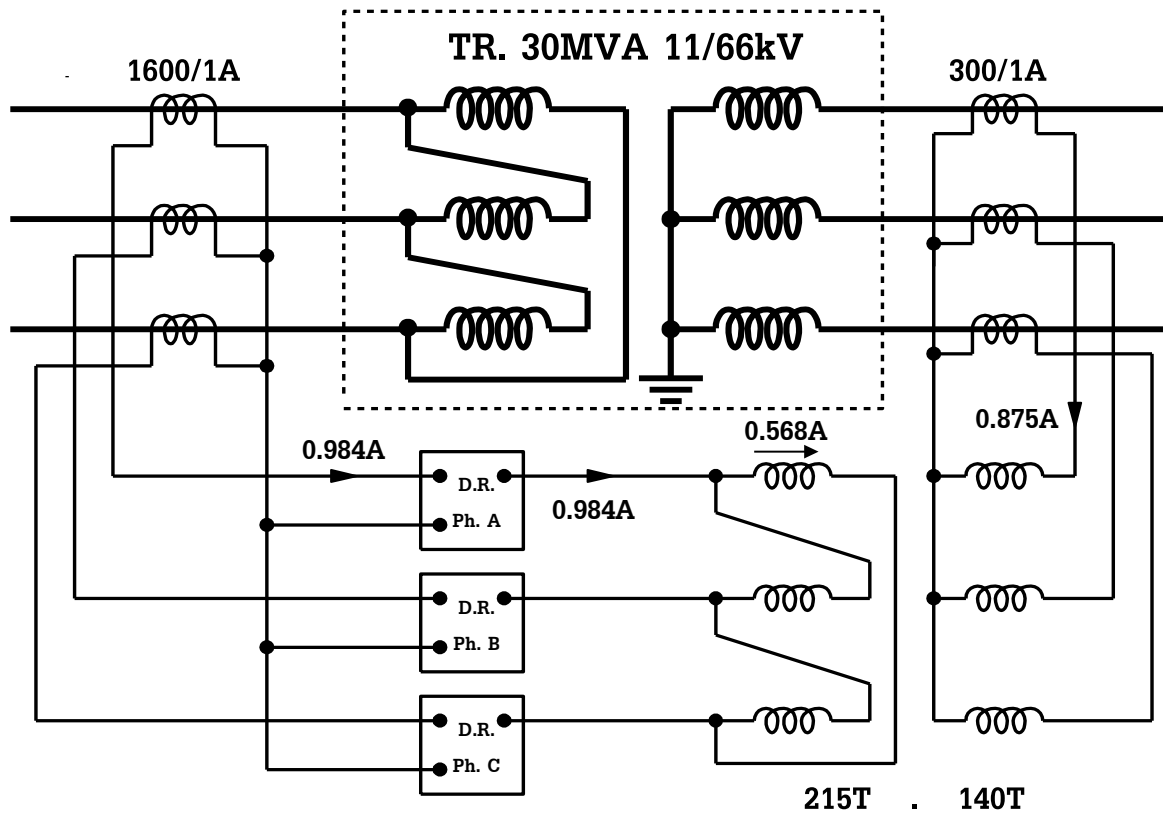 TR. 30MVA 11/66kV
1600/1A
300/1A
0.984A
0.568A
0.875A
D.R.
Ph. A
0.984A
D.R.
Ph. B
D.R.
Ph. C
215T . 140T